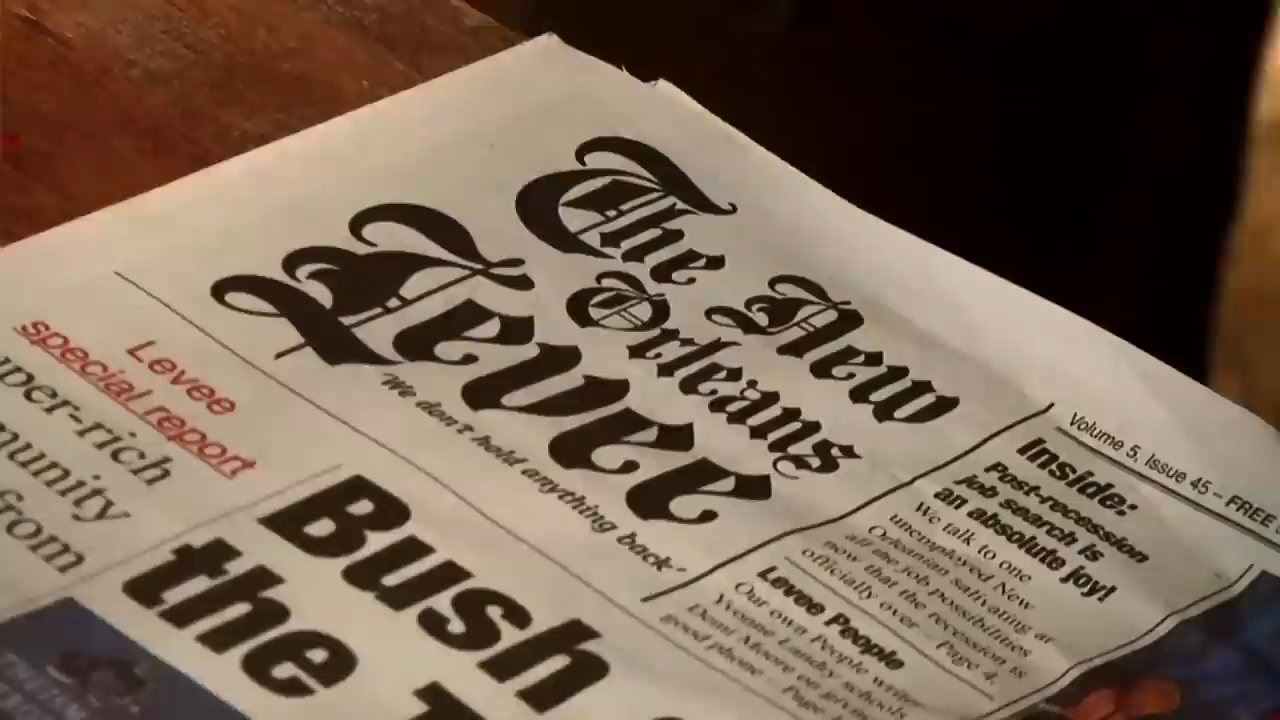 The New
Orleans
Levee
"We don't hold anything back"
Volume 5, Issue 45 – FREE
Inside:
Post-recession
job search is
an absolute joy!
We talk to one
unemployed New
Orleanian salivating at
all the job possibilities
now that the recession is
officially over – Page 4.
Levee People
Our own People writer
Yvonne Landry schools
Demi Moore on giving
good phone
Levee
special report
uper-rich
munity
from
Bush
the